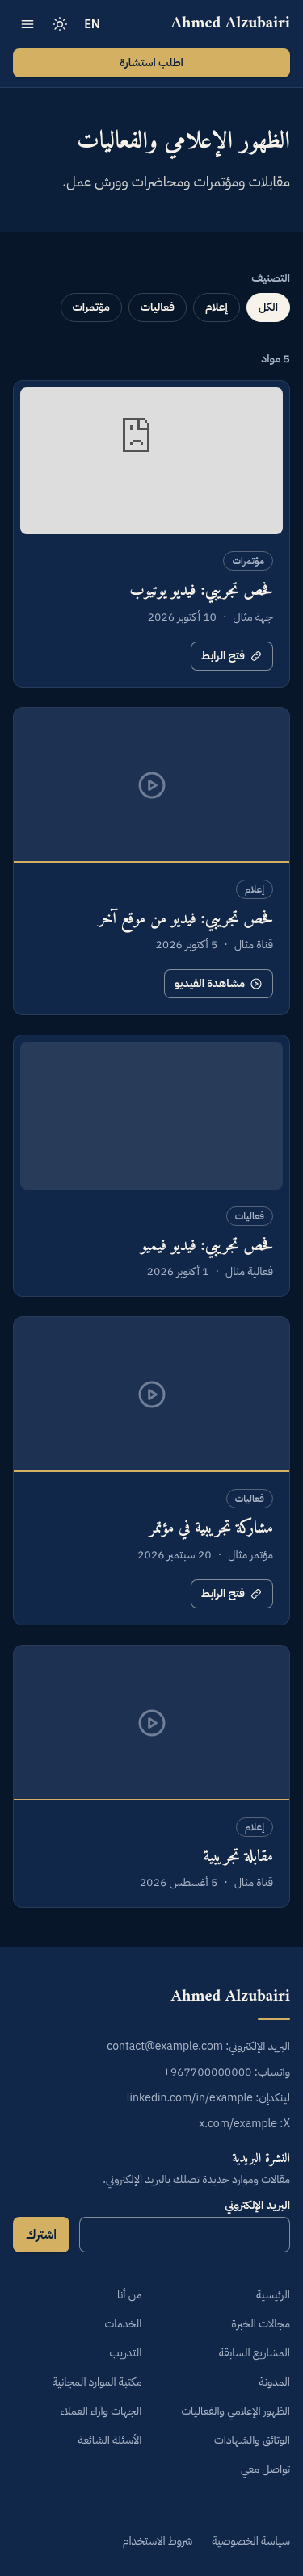 Ahmed Alzubairi
EN
اطلب استشارة
الظهور الإعلامي والفعاليات
مقابلات ومؤتمرات ومحاضرات وورش عمل.
التصنيف
الكل
إعلام
فعاليات
مؤتمرات
5 مواد
مؤتمرات
فحص تجريبي: فيديو يوتيوب
جهة مثال · 10 أكتوبر 2026
فتح الرابط
إعلام
فحص تجريبي: فيديو من موقع آخر
قناة مثال · 5 أكتوبر 2026
مشاهدة الفيديو
فعاليات
فحص تجريبي: فيديو فيميو
فعالية مثال · 1 أكتوبر 2026
فعاليات
مشاركة تجريبية في مؤتمر
مؤتمر مثال · 20 سبتمبر 2026
فتح الرابط
إعلام
مقابلة تجريبية
قناة مثال · 5 أغسطس 2026
Ahmed Alzubairi
البريد الإلكتروني: contact@example.com
واتساب: 967700000000+
لينكدإن: linkedin.com/in/example
X: x.com/example
النشرة البريدية
مقالات وموارد جديدة تصلك بالبريد الإلكتروني.
البريد الإلكتروني
اشترك
الرئيسية
من أنا
مجالات الخبرة
الخدمات
المشاريع السابقة
التدريب
المدونة
مكتبة الموارد المجانية
الظهور الإعلامي والفعاليات
الجهات وآراء العملاء
الوثائق والشهادات
الأسئلة الشائعة
تواصل معي
سياسة الخصوصية
شروط الاستخدام